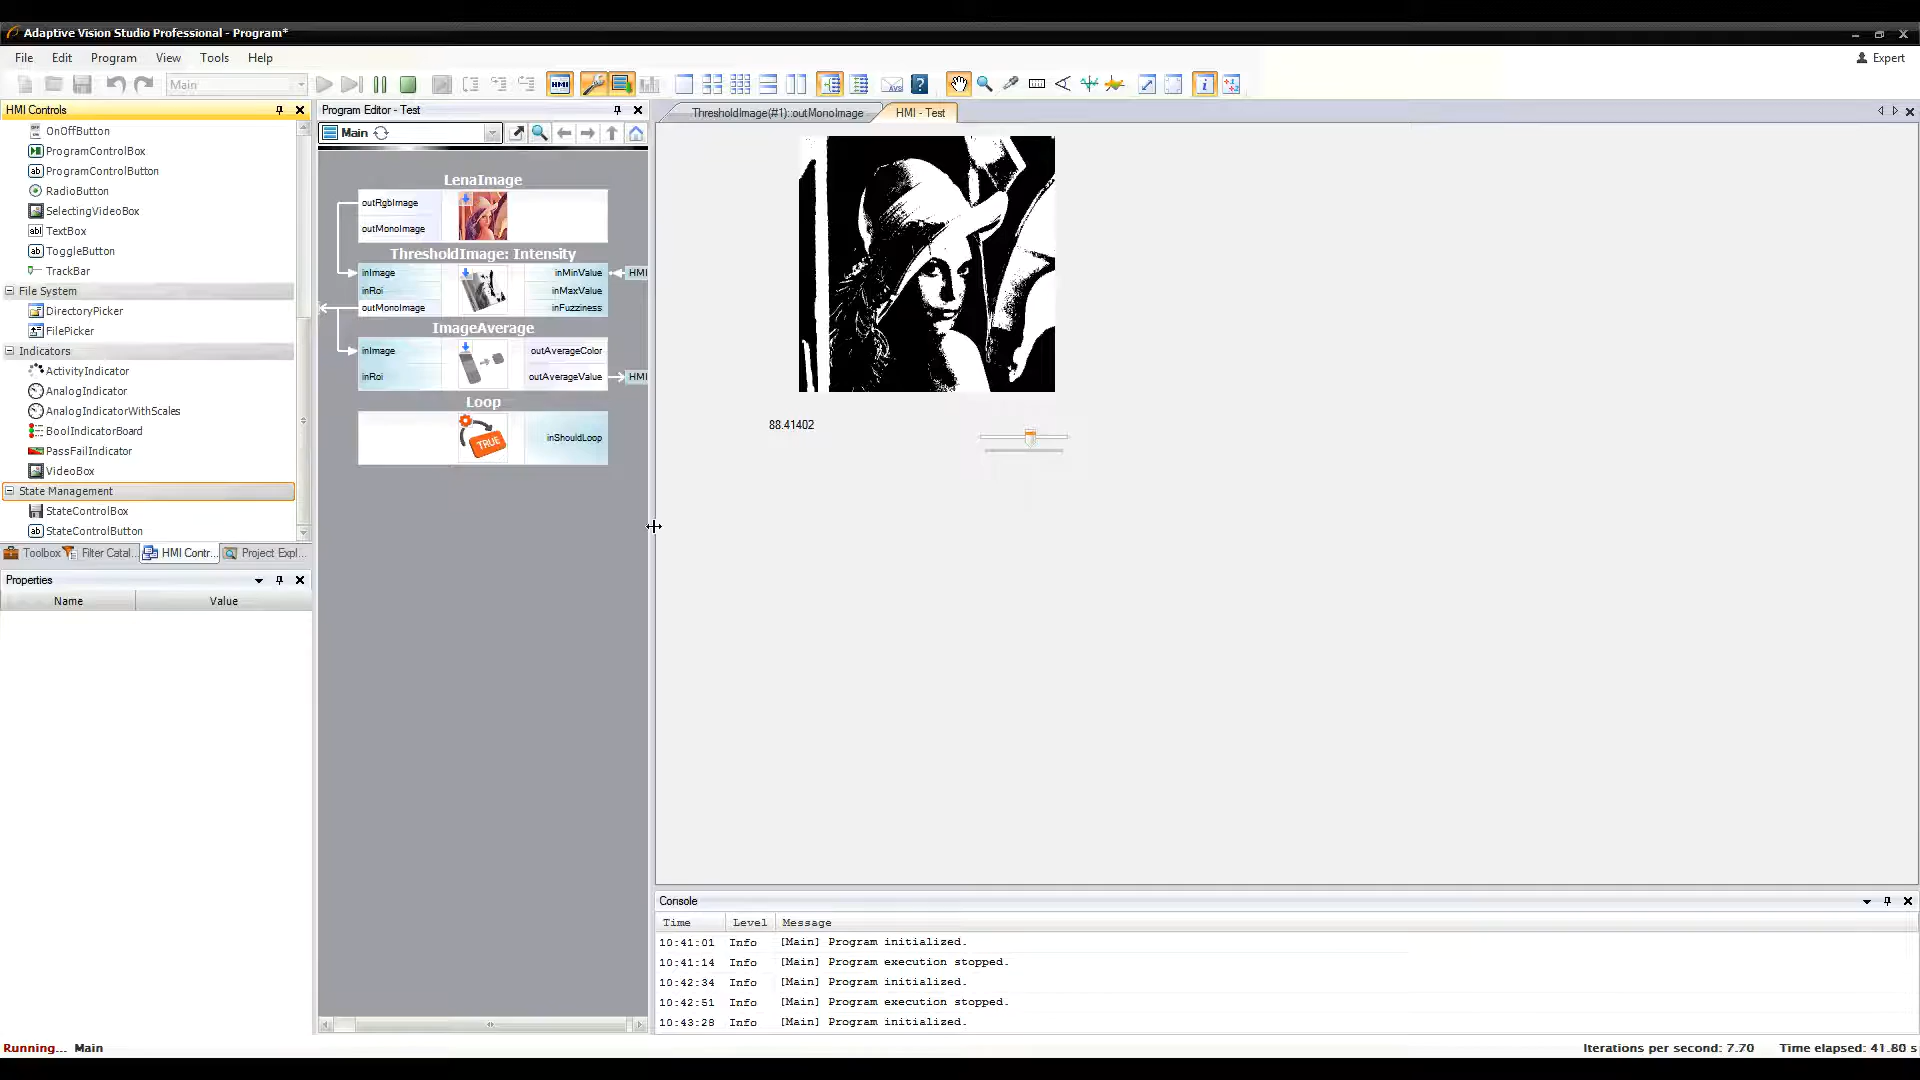 Adaptive Vision Studio Professional - Program*
File Edit Program View Tools Help Expert
Main
HMI Controls
OnOffButton
ProgramControlBox
ProgramControlButton
RadioButton
SelectingVideoBox
TextBox
ToggleButton
TrackBar
File System
DirectoryPicker
FilePicker
Indicators
ActivityIndicator
AnalogIndicator
AnalogIndicatorWithScales
BoolIndicatorBoard
PassFailIndicator
VideoBox
State Management
StateControlBox
StateControlButton
Toolbox Filter Catal... HMI Contr... Project Expl...
Properties
Name Value
Program Editor - Test
Main
LenaImage
outRgbImage
outMonoImage
ThresholdImage: Intensity
inImage inMinValue HMI
inRoi inMaxValue
outMonoImage inFuzziness
ImageAverage
inImage outAverageColor
inRoi outAverageValue HMI
Loop
TRUE inShouldLoop
HMI
ThresholdImage(#1)::outMonoImage HMI - Test
88.41402
Console
Time Level Message
10:41:01 Info [Main] Program initialized.
10:41:14 Info [Main] Program execution stopped.
10:42:34 Info [Main] Program initialized.
10:42:51 Info [Main] Program execution stopped.
10:43:28 Info [Main] Program initialized.
Running... Main Iterations per second: 7.70 Time elapsed: 41.80 s